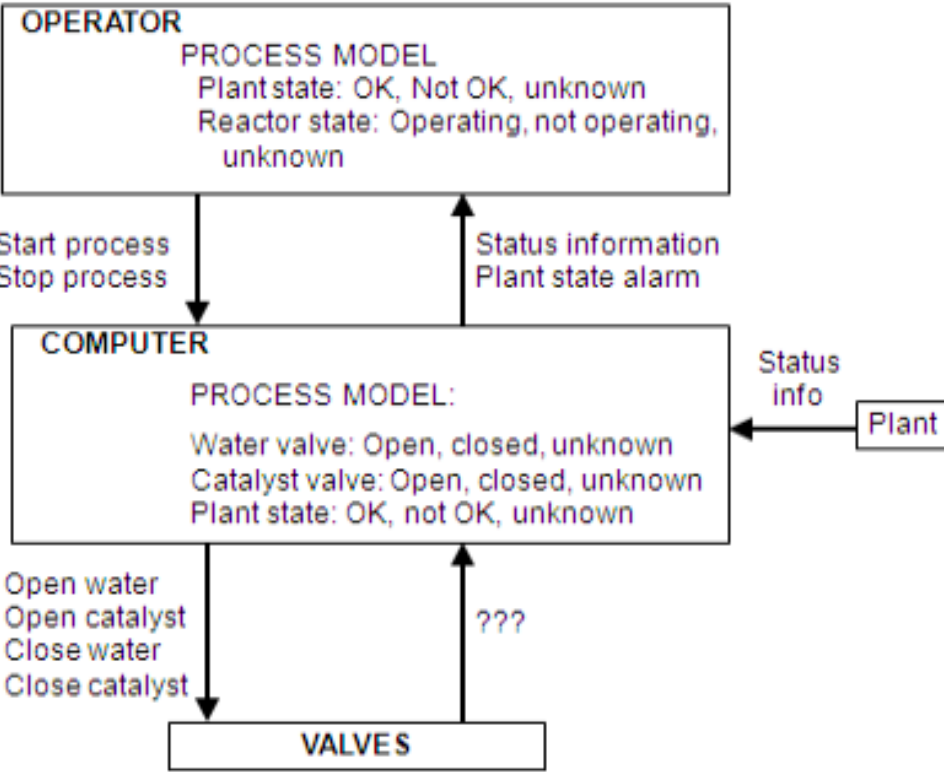 OPERATOR
PROCESS MODEL
Plant state: OK, Not OK, unknown
Reactor state: Operating, not operating,
unknown
Start process
Stop process
Status information
Plant state alarm
COMPUTER
PROCESS MODEL:
Water valve: Open, closed, unknown
Catalyst valve: Open, closed, unknown
Plant state: OK, not OK, unknown
Status
info
Plant
Open water
Open catalyst
Close water
Close catalyst
???
VALVES